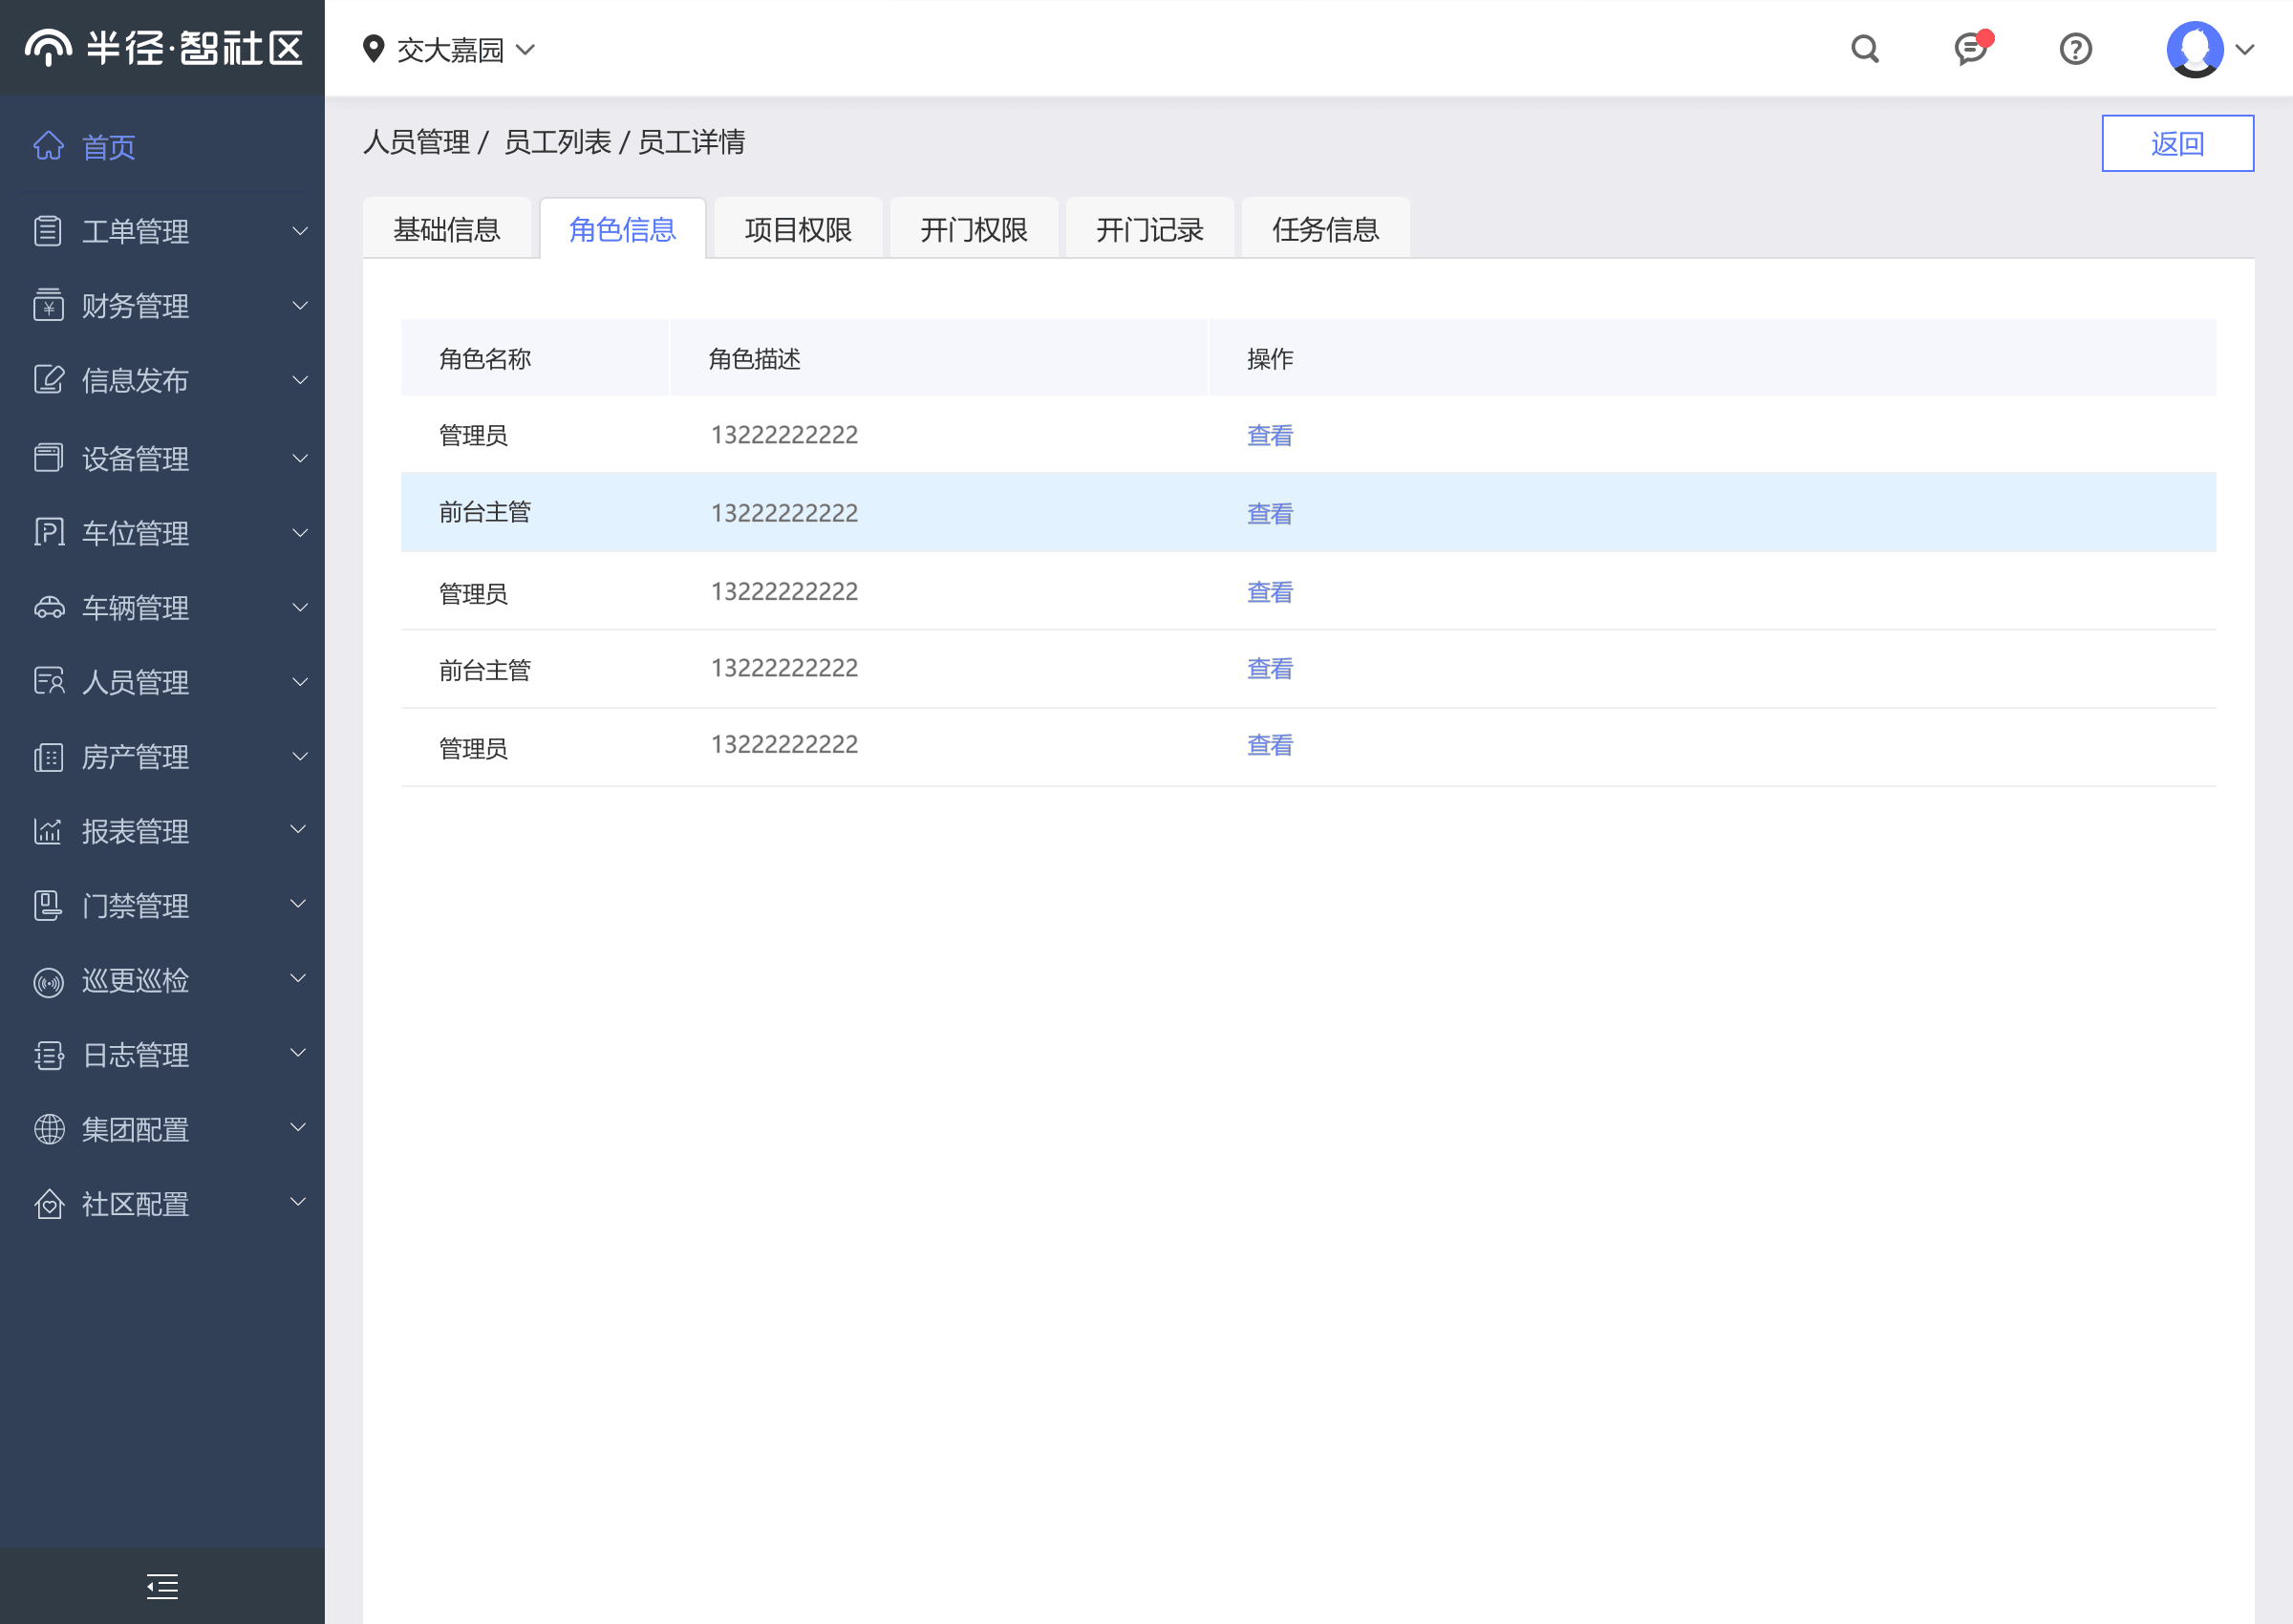 半径·智社区
交大嘉园
首页
工单管理
财务管理
信息发布
设备管理
车位管理
车辆管理
人员管理
房产管理
报表管理
门禁管理
巡更巡检
日志管理
集团配置
社区配置
人员管理 / 员工列表 / 员工详情
返回
基础信息 角色信息 项目权限 开门权限 开门记录 任务信息
角色名称 角色描述 操作
管理员 13222222222 查看
前台主管 13222222222 查看
管理员 13222222222 查看
前台主管 13222222222 查看
管理员 13222222222 查看